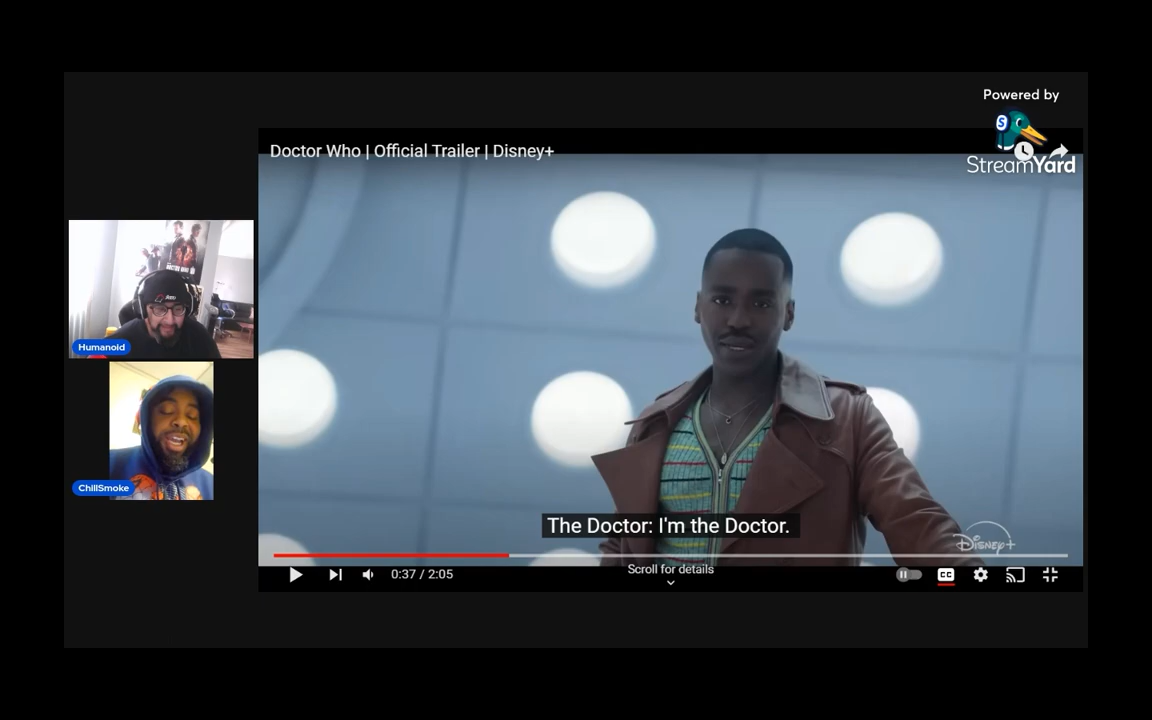 Powered by
StreamYard
Doctor Who | Official Trailer | Disney+
Humanoid
ChillSmoke
The Doctor: I'm the Doctor.
Disney+
0:37 / 2:05
Scroll for details
CC